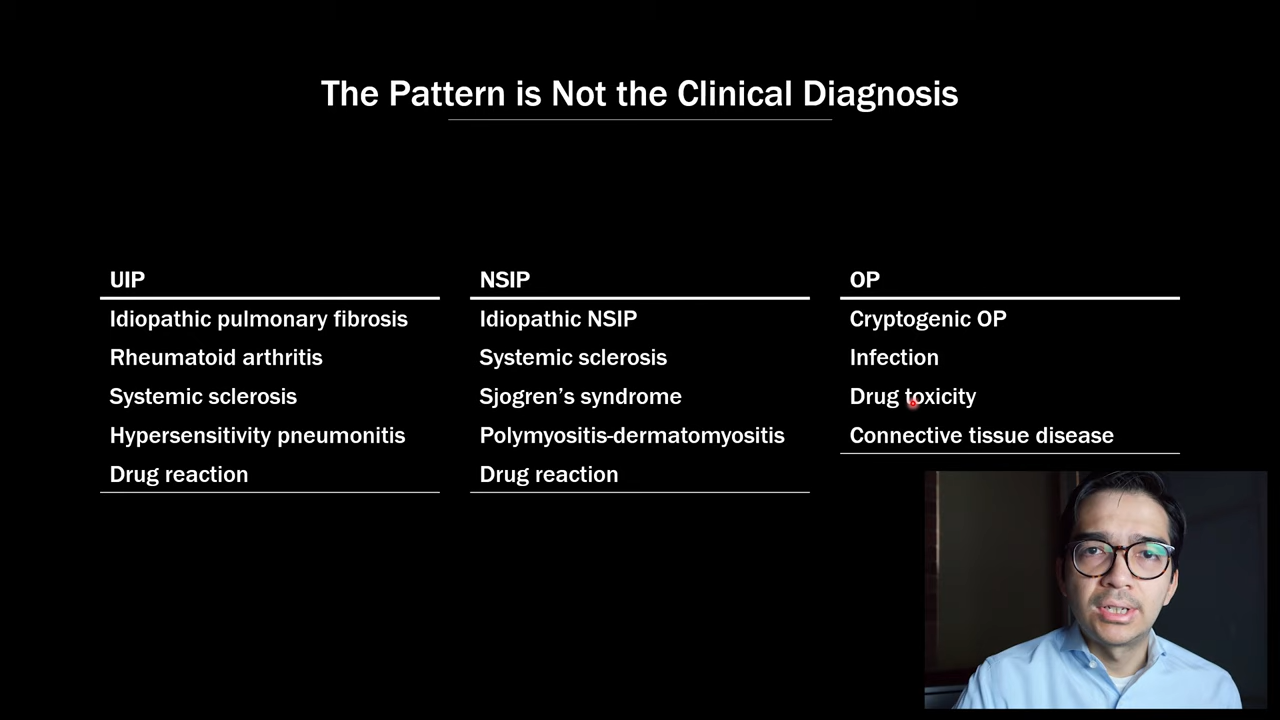 The Pattern is Not the Clinical Diagnosis
UIP
Idiopathic pulmonary fibrosis
Rheumatoid arthritis
Systemic sclerosis
Hypersensitivity pneumonitis
Drug reaction
NSIP
Idiopathic NSIP
Systemic sclerosis
Sjogren’s syndrome
Polymyositis-dermatomyositis
Drug reaction
OP
Cryptogenic OP
Infection
Drug toxicity
Connective tissue disease